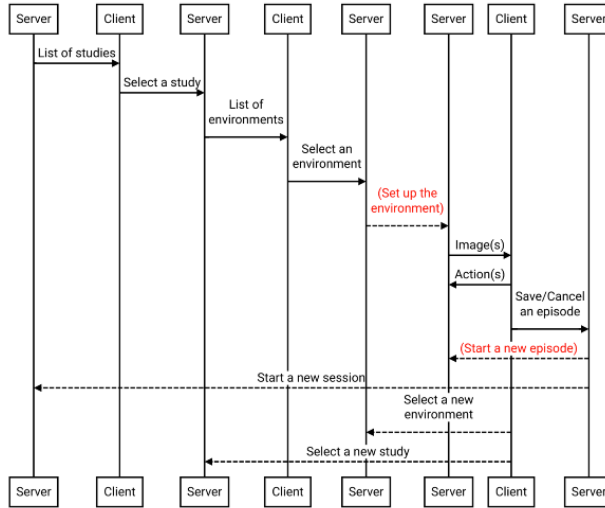 Server
Client
Server
Client
Server
Server
Client
Server
List of studies
Select a study
List of
environments
Select an
environment
(Set up the
environment)
Image(s)
Action(s)
Save/Cancel
an episode
(Start a new episode)
Start a new session
Select a new
environment
Select a new study
Server
Client
Server
Client
Server
Server
Client
Server